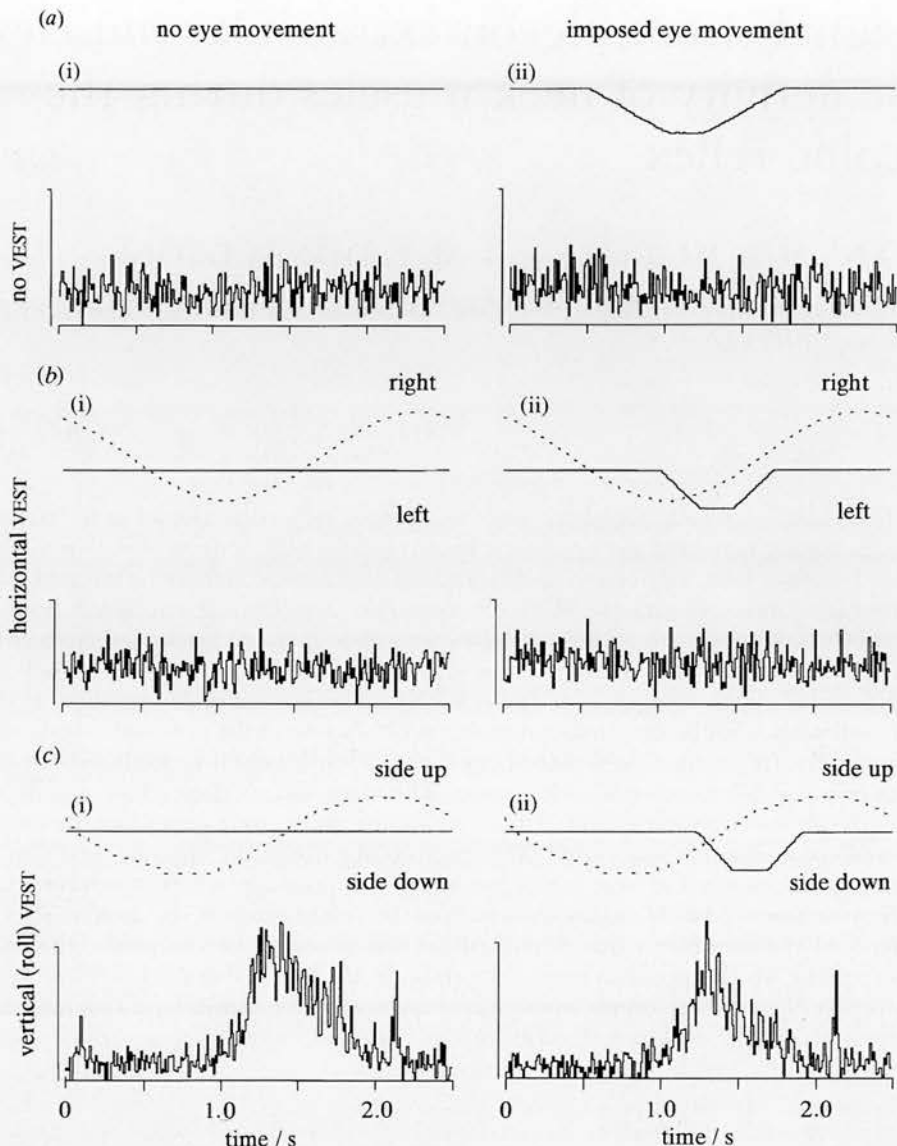 (a)
no eye movement
imposed eye movement
(i)
(ii)
no VEST
(b)
right
right
(i)
(ii)
left
left
horizontal VEST
(c)
side up
side up
(i)
(ii)
side down
side down
vertical (roll) VEST
0
1.0
2.0
0
1.0
2.0
time / s
time / s